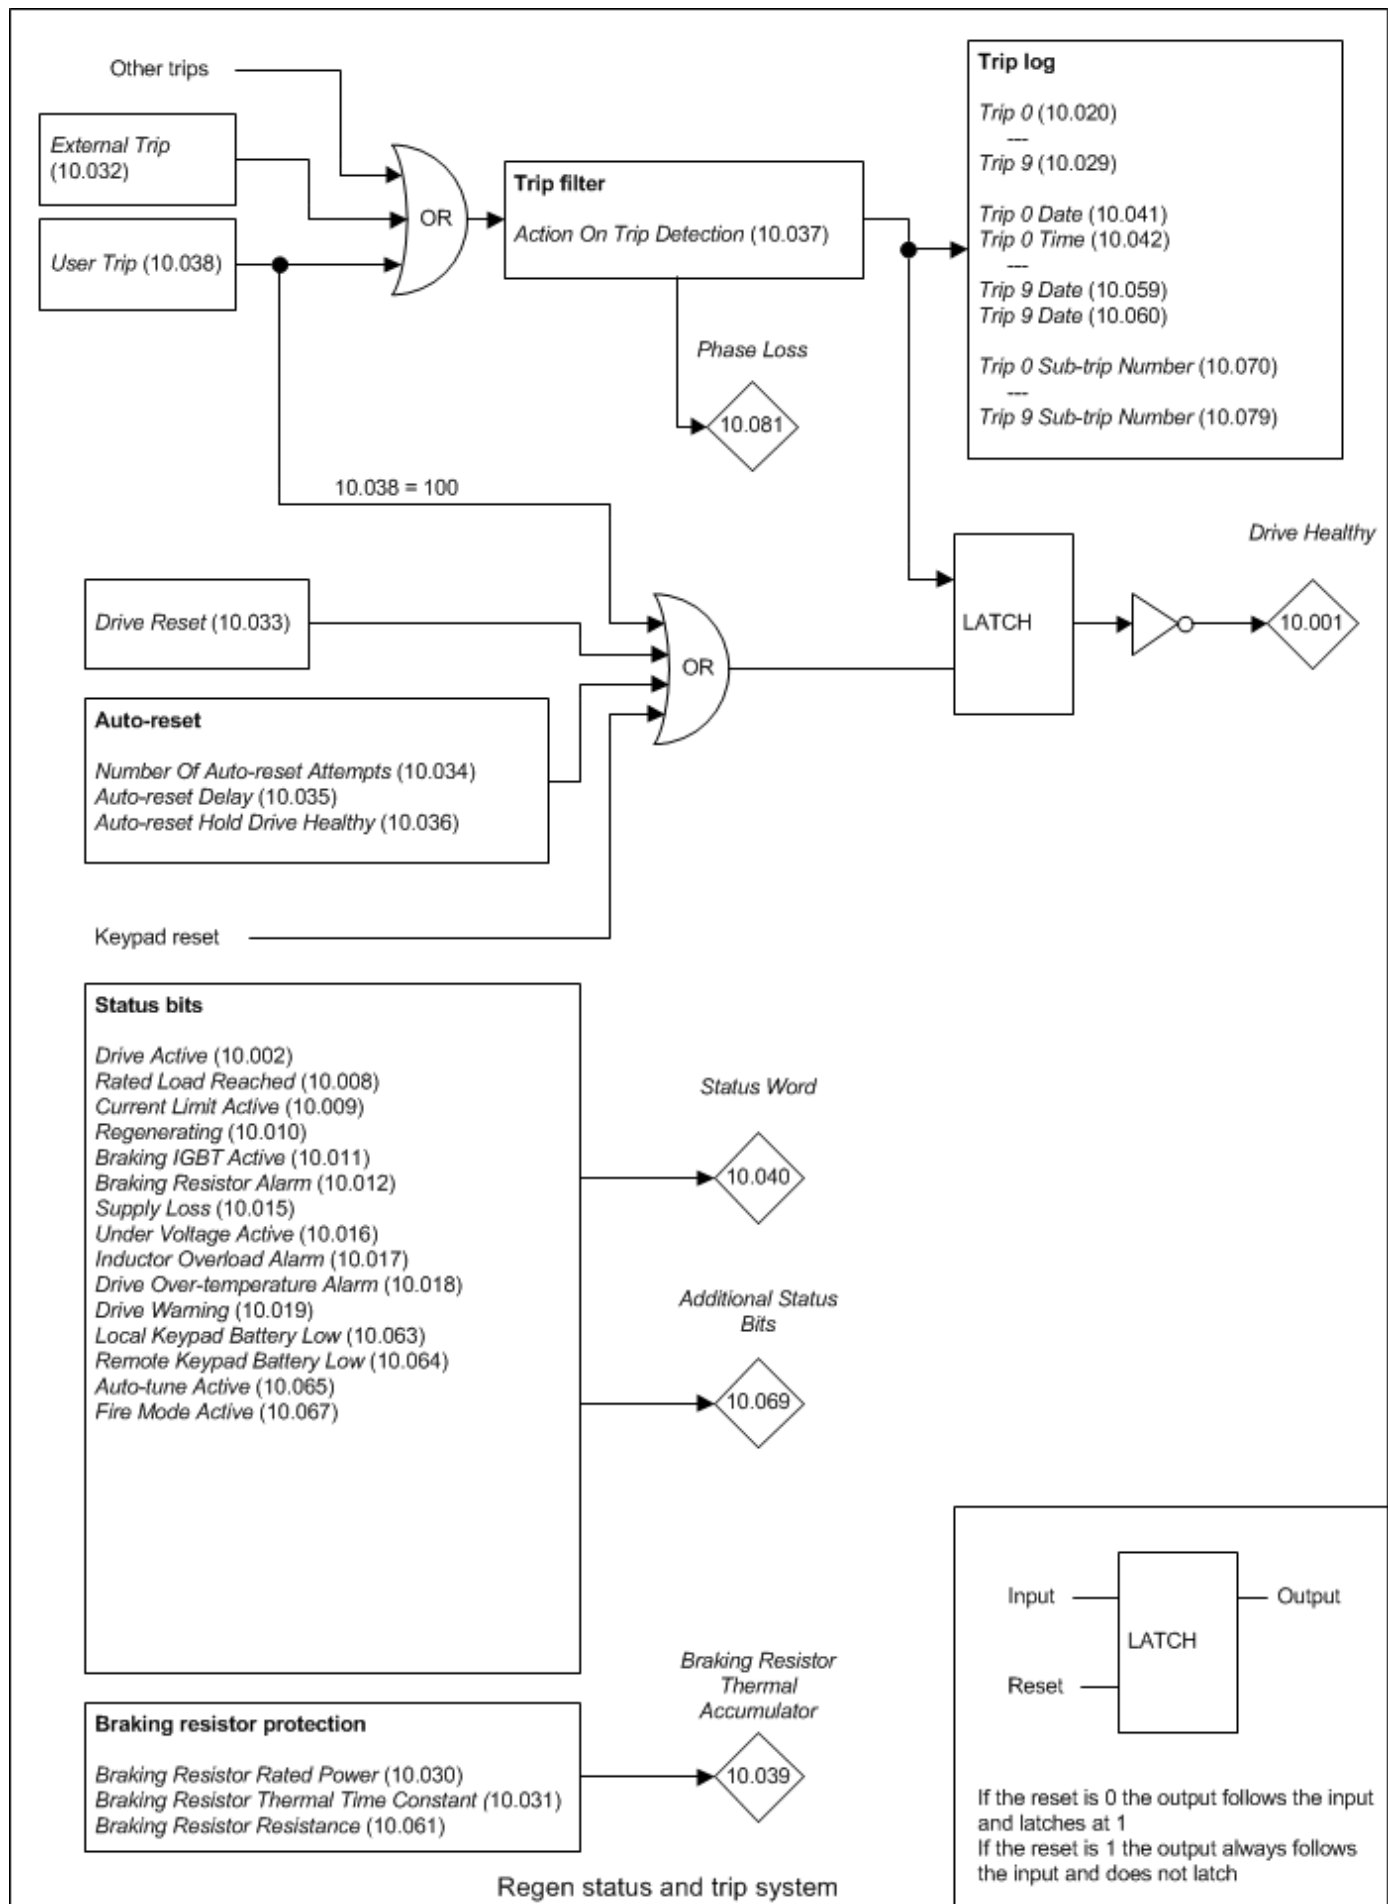 Other trips
External Trip
(10.032)
User Trip (10.038)
OR
Trip filter
Action On Trip Detection (10.037)
Trip log
Trip 0 (10.020)
---
Trip 9 (10.029)
Trip 0 Date (10.041)
Trip 0 Time (10.042)
---
Trip 9 Date (10.059)
Trip 9 Date (10.060)
Trip 0 Sub-trip Number (10.070)
---
Trip 9 Sub-trip Number (10.079)
Phase Loss
10.081
10.038 = 100
Drive Reset (10.033)
Auto-reset
Number Of Auto-reset Attempts (10.034)
Auto-reset Delay (10.035)
Auto-reset Hold Drive Healthy (10.036)
Keypad reset
OR
LATCH
Drive Healthy
10.001
Status bits
Drive Active (10.002)
Rated Load Reached (10.008)
Current Limit Active (10.009)
Regenerating (10.010)
Braking IGBT Active (10.011)
Braking Resistor Alarm (10.012)
Supply Loss (10.015)
Under Voltage Active (10.016)
Inductor Overload Alarm (10.017)
Drive Over-temperature Alarm (10.018)
Drive Warning (10.019)
Local Keypad Battery Low (10.063)
Remote Keypad Battery Low (10.064)
Auto-tune Active (10.065)
Fire Mode Active (10.067)
Status Word
10.040
Additional Status
Bits
10.069
Braking resistor protection
Braking Resistor Rated Power (10.030)
Braking Resistor Thermal Time Constant (10.031)
Braking Resistor Resistance (10.061)
Braking Resistor
Thermal
Accumulator
10.039
Input
Reset
LATCH
Output
If the reset is 0 the output follows the input
and latches at 1
If the reset is 1 the output always follows
the input and does not latch
Regen status and trip system